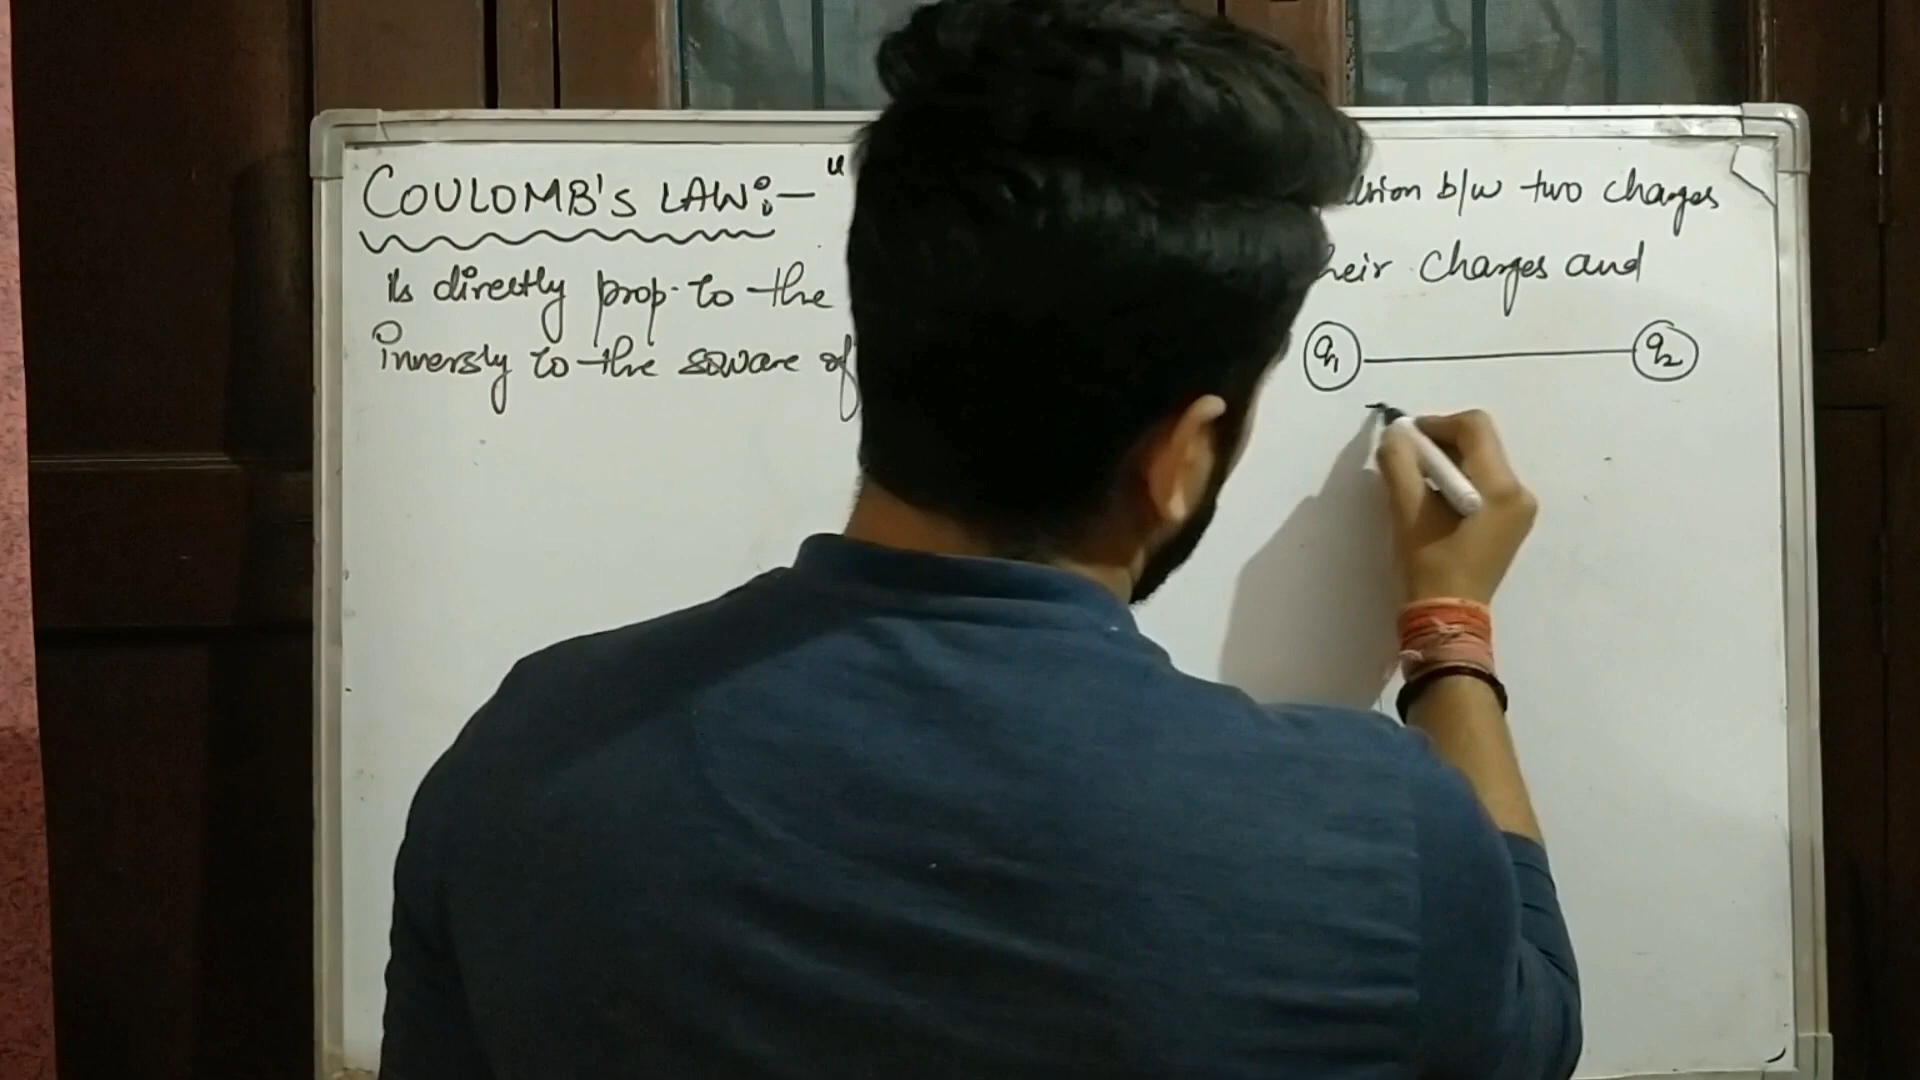 COULOMB'S LAW:- " b/w two charges
is directly prop. to the heir charges and
inversly to the square of
q1 q2